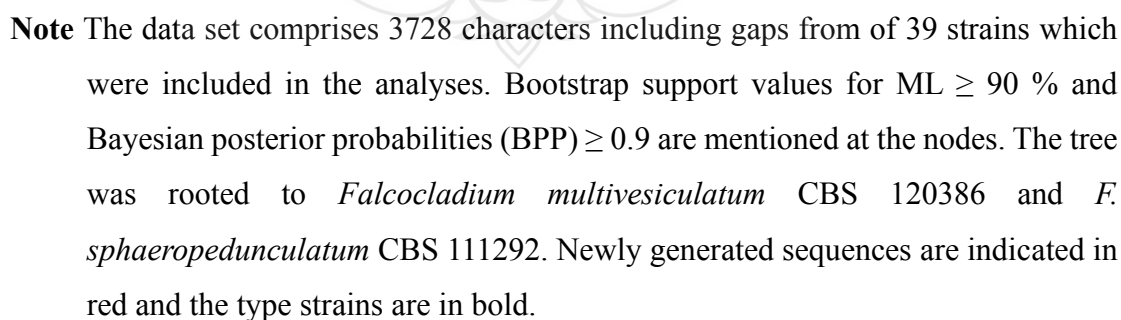 Note The data set comprises 3728 characters including gaps from of 39 strains which
were included in the analyses. Bootstrap support values for ML ≥ 90 % and
Bayesian posterior probabilities (BPP) ≥ 0.9 are mentioned at the nodes. The tree
was rooted to Falcocladium multivesiculatum CBS 120386 and F.
sphaeropedunculatum CBS 111292. Newly generated sequences are indicated in
red and the type strains are in bold.